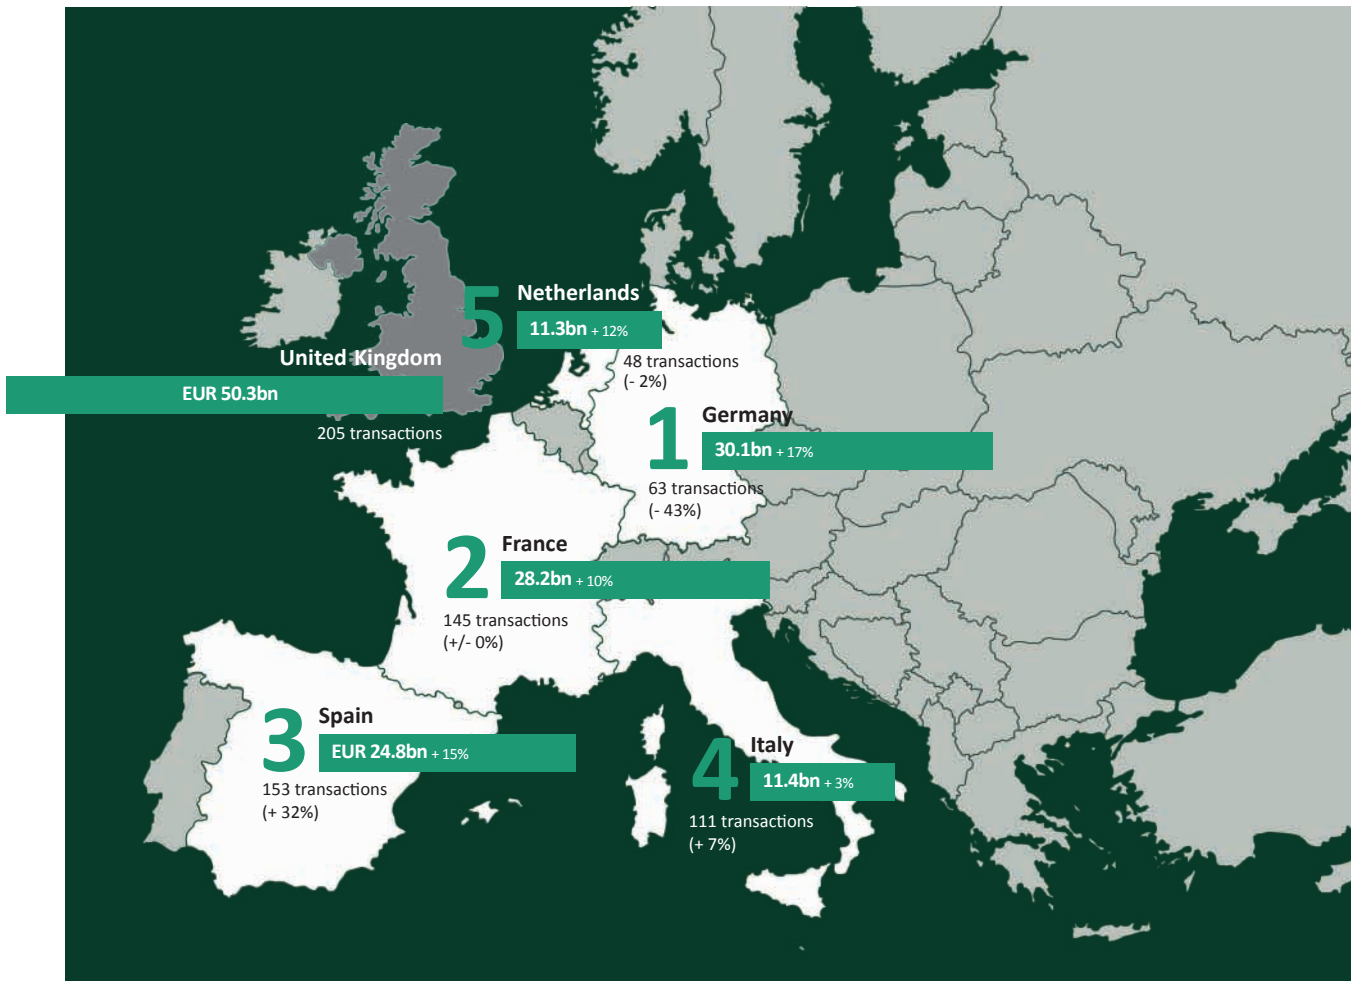 5
Netherlands
11.3bn + 12%
48 transactions
(- 2%)
United Kingdom
EUR 50.3bn
205 transactions
1
Germany
30.1bn + 17%
63 transactions
(- 43%)
2
France
28.2bn + 10%
145 transactions
(+/- 0%)
3
Spain
EUR 24.8bn + 15%
153 transactions
(+ 32%)
4
Italy
11.4bn + 3%
111 transactions
(+ 7%)